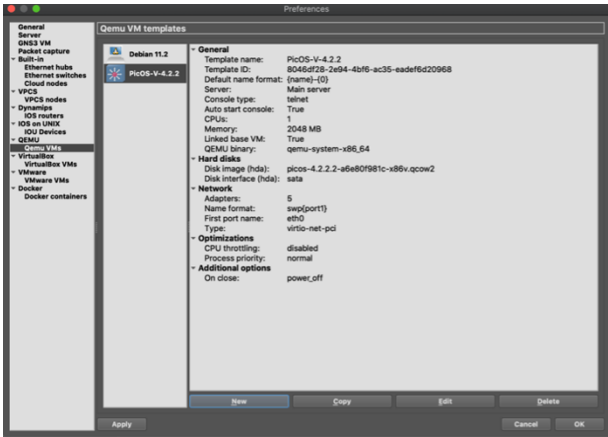 Preferences
General
Server
GNS3 VM
Packet capture
Built-in
Ethernet hubs
Ethernet switches
Cloud nodes
VPCS
VPCS nodes
Dynamips
IOS routers
IOS on UNIX
IOU Devices
QEMU
Qemu VMs
VirtualBox
VirtualBox VMs
VMware
VMware VMs
Docker
Docker containers
Qemu VM templates
Debian 11.2
PicOS-V-4.2.2
General
Template name: PicOS-V-4.2.2
Template ID: 8046df28-2e94-4bf6-ac35-eadef6d20968
Default name format: {name}-{0}
Server: Main server
Console type: telnet
Auto start console: True
CPUs: 1
Memory: 2048 MB
Linked base VM: True
QEMU binary: qemu-system-x86_64
Hard disks
Disk image (hda): picos-4.2.2.2-a6e80f981c-x86v.qcow2
Disk interface (hda): sata
Network
Adapters: 5
Name format: swp{port1}
First port name: eth0
Type: virtio-net-pci
Optimizations
CPU throttling: disabled
Process priority: normal
Additional options
On close: power_off
New Copy Edit Delete
Apply Cancel OK